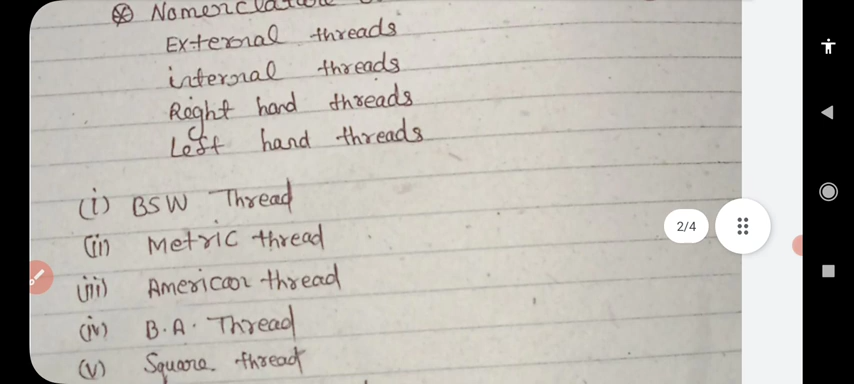 ⊗ Nomenclature
External threads
internal threads
Right hand threads
Left hand threads
(i) BSW Thread
(ii) Metric thread
(iii) American thread
(iv) B.A. Thread
(v) Square thread
2/4